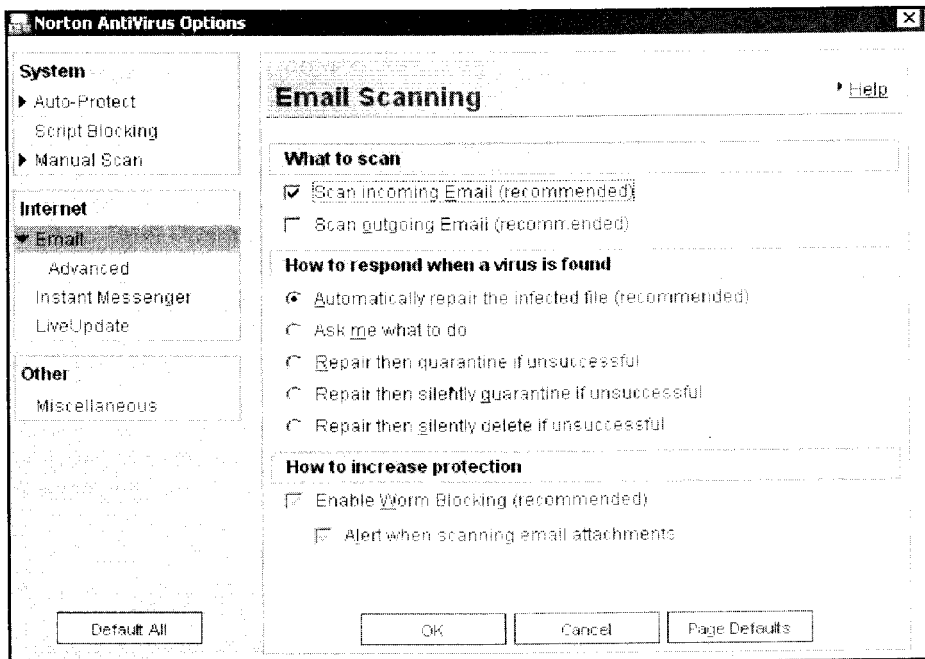 Norton AntiVirus Options
System
Auto-Protect
Script Blocking
Manual Scan
Internet
Email
Advanced
Instant Messenger
LiveUpdate
Other
Miscellaneous
Default All
Email Scanning
Help
What to scan
Scan incoming Email (recommended)
Scan outgoing Email (recommended)
How to respond when a virus is found
Automatically repair the infected file (recommended)
Ask me what to do
Repair then quarantine if unsuccessful
Repair then silently quarantine if unsuccessful
Repair then silently delete if unsuccessful
How to increase protection
Enable Worm Blocking (recommended)
Alert when scanning email attachments
OK
Cancel
Page Defaults